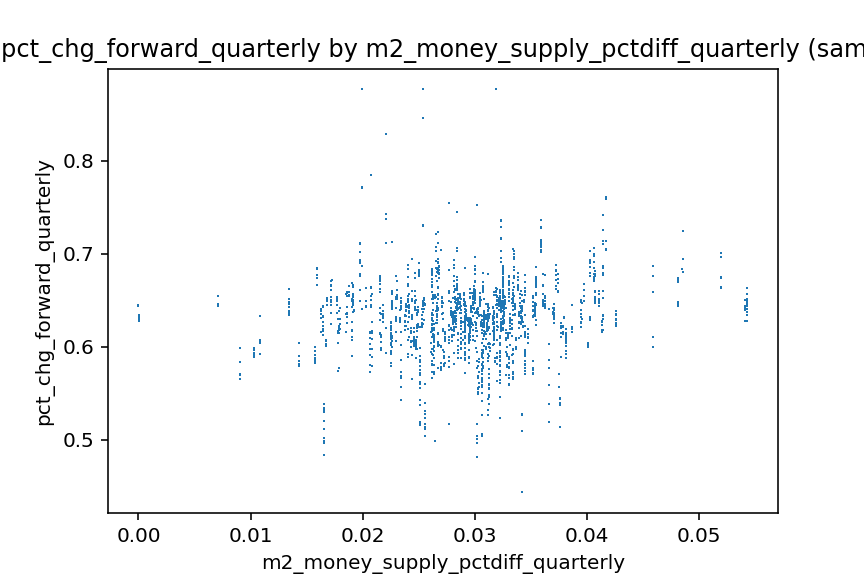 pct_chg_forward_quarterly by m2_money_supply_pctdiff_quarterly (sam
pct_chg_forward_quarterly
0.8
0.7
0.6
0.5
0.00 0.01 0.02 0.03 0.04 0.05
m2_money_supply_pctdiff_quarterly